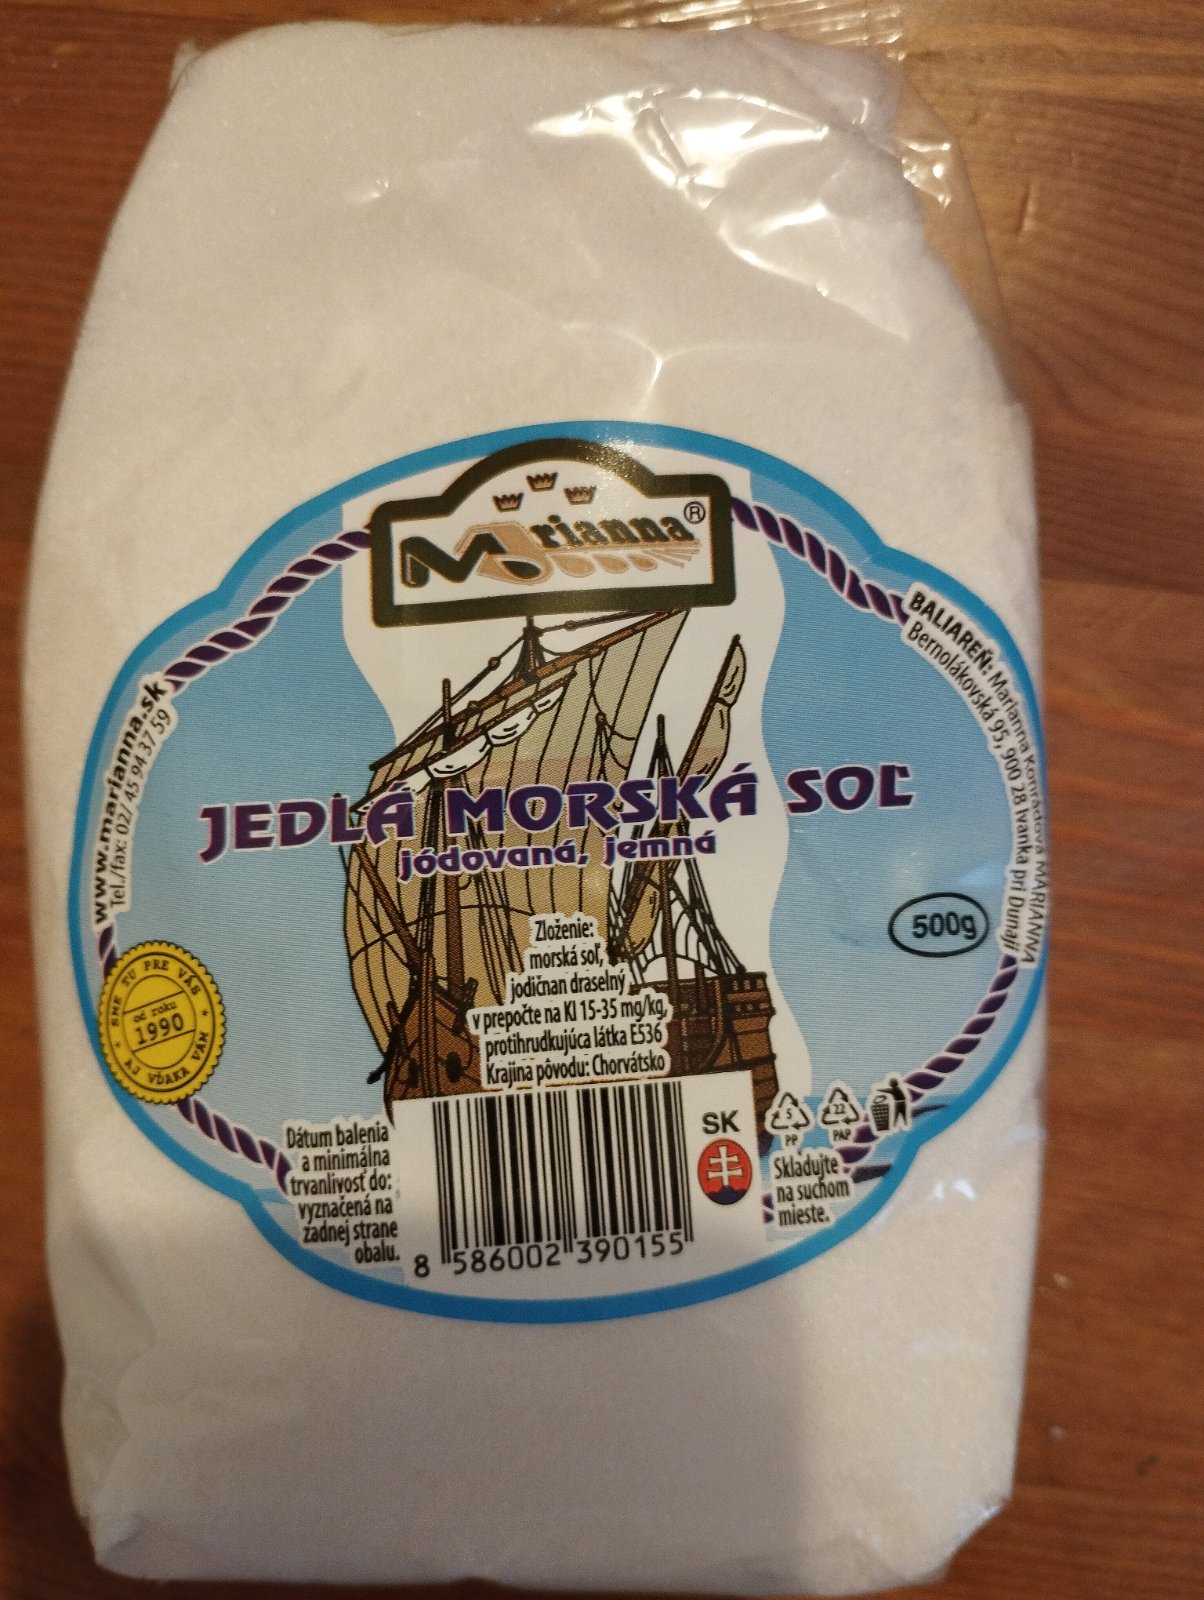 Marianna®
www.marianna.sk
Tel./fax: 02/ 45 94 37 59
BALIAREŇ: Marianna Konrádová MARIANNA
Bernolákovská 95, 900 28 Ivanka pri Dunaji
JEDLÁ MORSKÁ SOĽ
jódovaná, jemná
500g
Zloženie:
morská soľ,
jodičnan draselný
v prepočte na KI 15-35 mg/kg,
protihrudkujúca látka E536
Krajina pôvodu: Chorvátsko
SME TU PRE VÁS
od roku
1990
AJ VĎAKA VÁM
Dátum balenia
a minimálna
trvanlivosť do:
vyznačená na
zadnej strane
obalu.
8 586002 390155
SK
5
PP
22
PAP
Skladujte
na suchom
mieste.